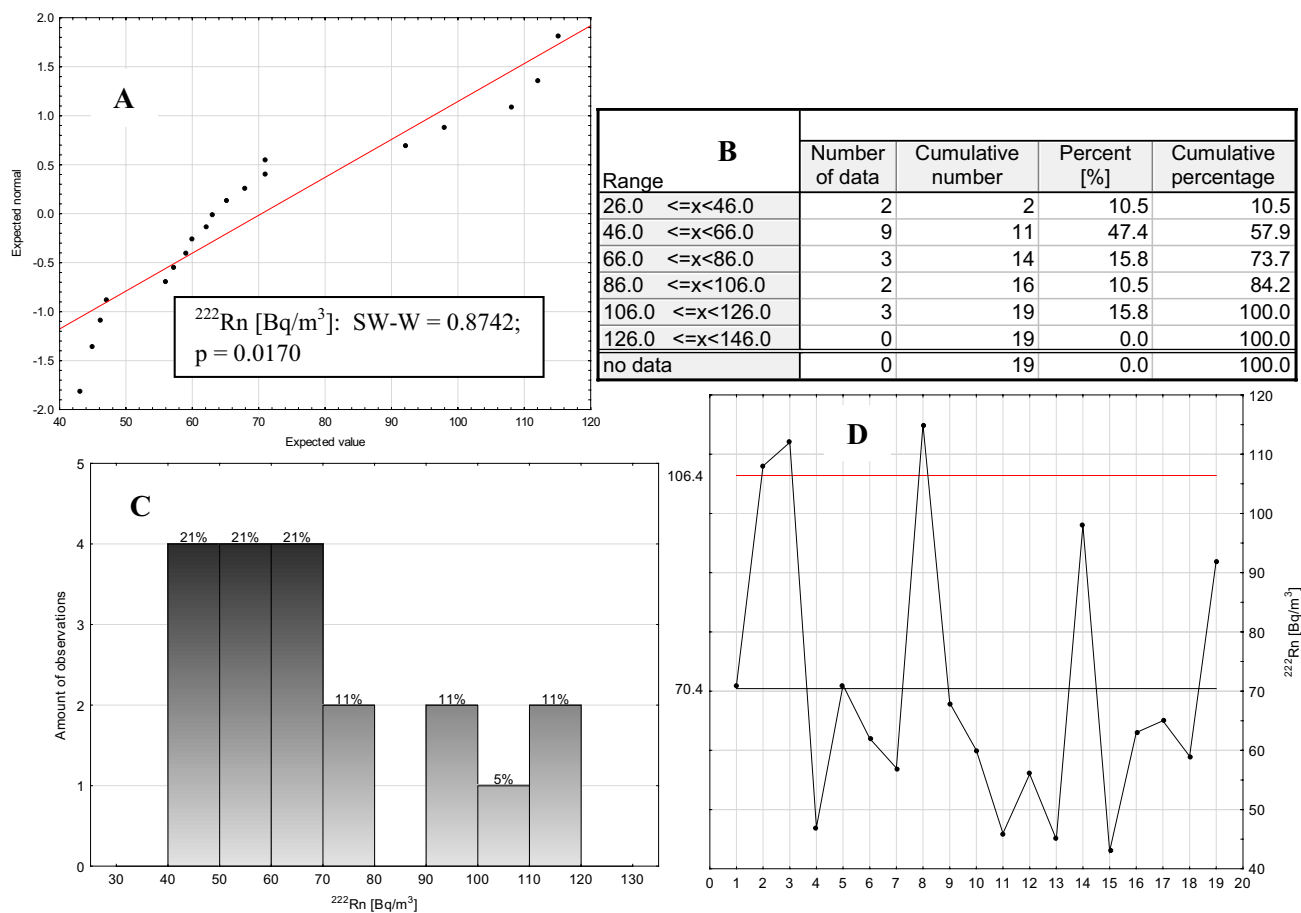 2.0
1.5
1.0
0.5
0.0
-0.5
-1.0
-1.5
-2.0
Expected normal
A
²²²Rn [Bq/m³]: SW-W = 0.8742;
p = 0.0170
40 50 60 70 80 90 100 110 120
Expected value
B
Range Number of data Cumulative number Percent [%] Cumulative percentage
26.0 <=x<46.0 2 2 10.5 10.5
46.0 <=x<66.0 9 11 47.4 57.9
66.0 <=x<86.0 3 14 15.8 73.7
86.0 <=x<106.0 2 16 10.5 84.2
106.0 <=x<126.0 3 19 15.8 100.0
126.0 <=x<146.0 0 19 0.0 100.0
no data 0 19 0.0 100.0
C
5
4
3
2
1
0
Amount of observations
21% 21% 21% 11% 11% 5% 11%
30 40 50 60 70 80 90 100 110 120 130
²²²Rn [Bq/m³]
D
106.4
70.4
120
110
100
90
80
70
60
50
40
²²²Rn [Bq/m³]
0 1 2 3 4 5 6 7 8 9 10 11 12 13 14 15 16 17 18 19 20